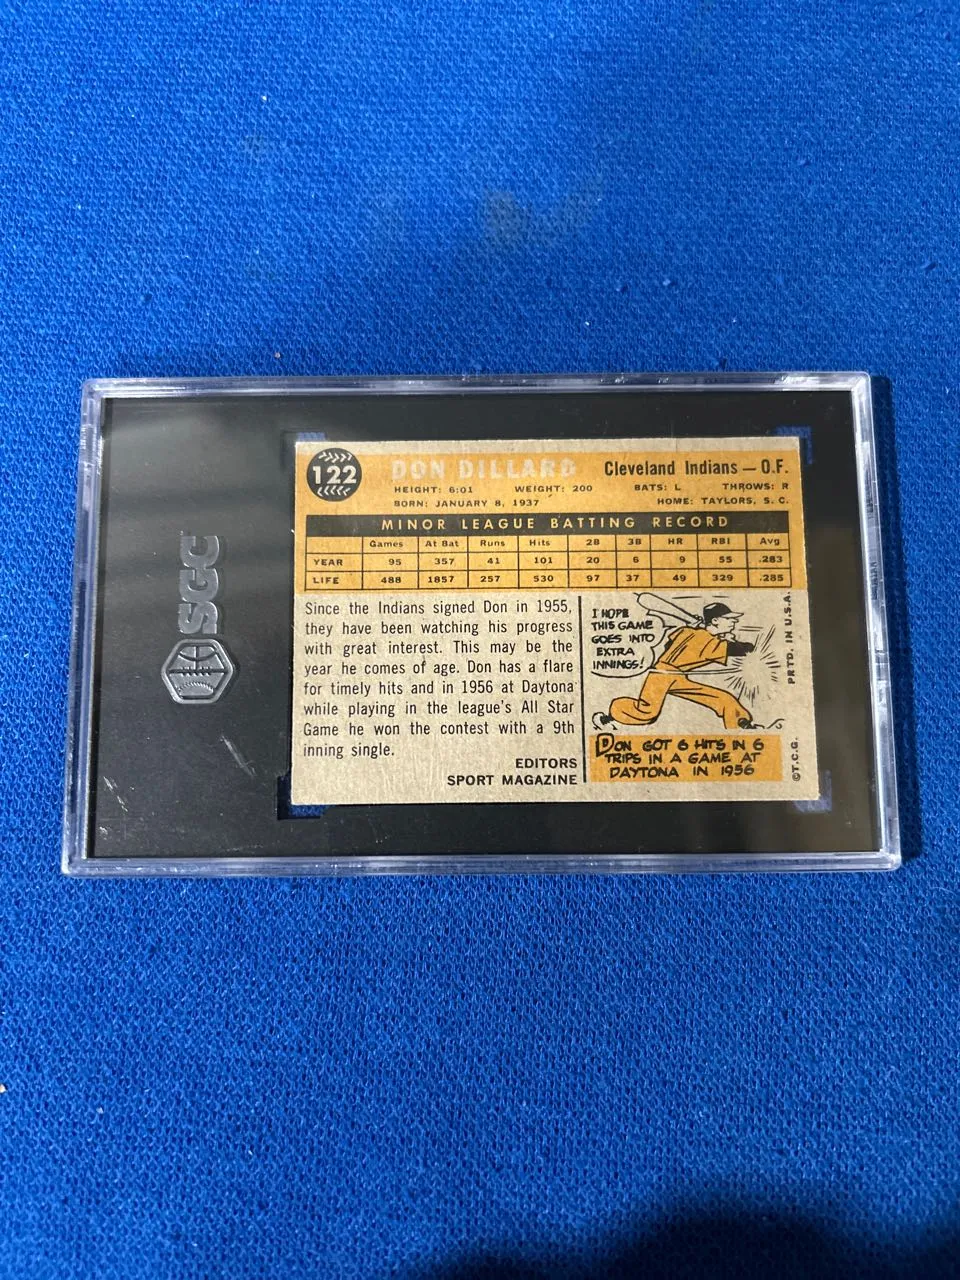 SGC
122
DON DILLARD
Cleveland Indians — O.F.
HEIGHT: 6:01 WEIGHT: 200 BATS: L THROWS: R
BORN: JANUARY 8, 1937 HOME: TAYLORS, S. C.
MINOR LEAGUE BATTING RECORD
Games At Bat Runs Hits 2B 3B HR RBI Avg
YEAR 95 357 41 101 20 6 9 55 .283
LIFE 488 1857 257 530 97 37 49 329 .285
Since the Indians signed Don in 1955,
they have been watching his progress
with great interest. This may be the
year he comes of age. Don has a flare
for timely hits and in 1956 at Daytona
while playing in the league's All Star
Game he won the contest with a 9th
inning single.
EDITORS
SPORT MAGAZINE
I HOPE
THIS GAME
GOES INTO
EXTRA
INNINGS!
DON GOT 6 HITS IN 6
TRIPS IN A GAME AT
DAYTONA IN 1956
©T.C.G. PRTD. IN U.S.A.